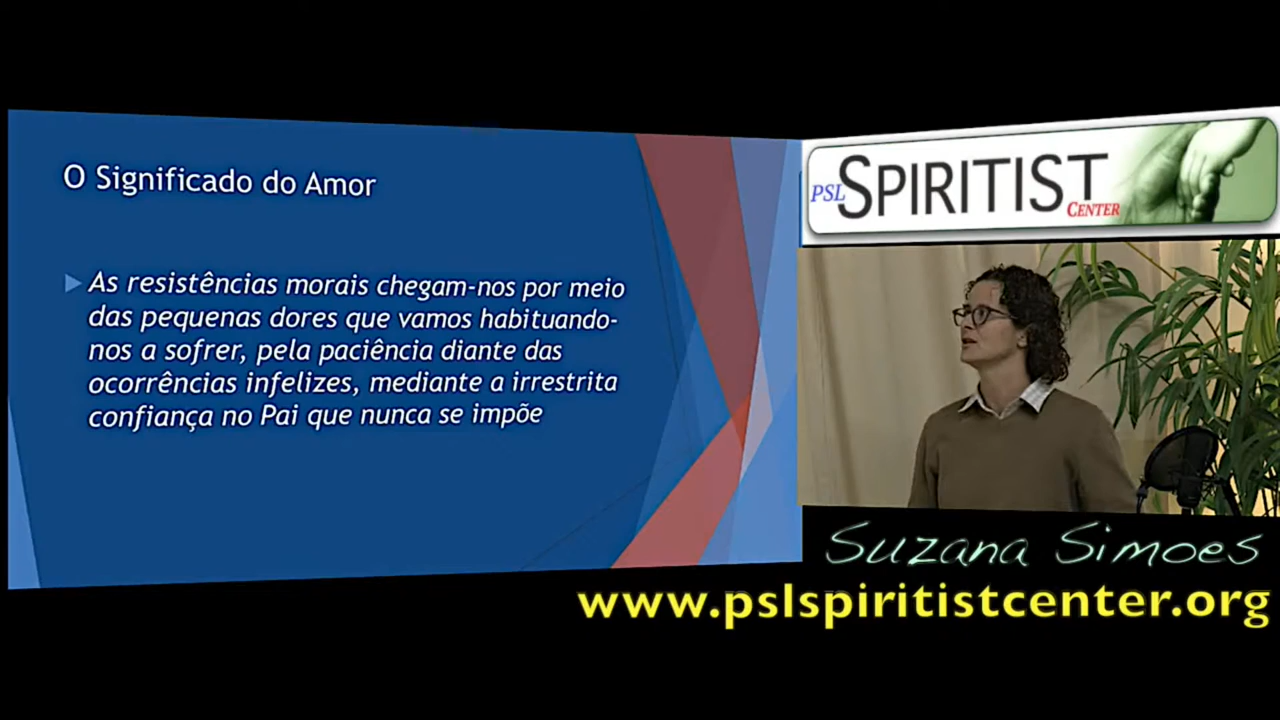 O Significado do Amor
As resistências morais chegam-nos por meio
das pequenas dores que vamos habituando-
nos a sofrer, pela paciência diante das
ocorrências infelizes, mediante a irrestrita
confiança no Pai que nunca se impõe
PSL SPIRITIST
CENTER
Suzana Simoes
www.pslspiritistcenter.org